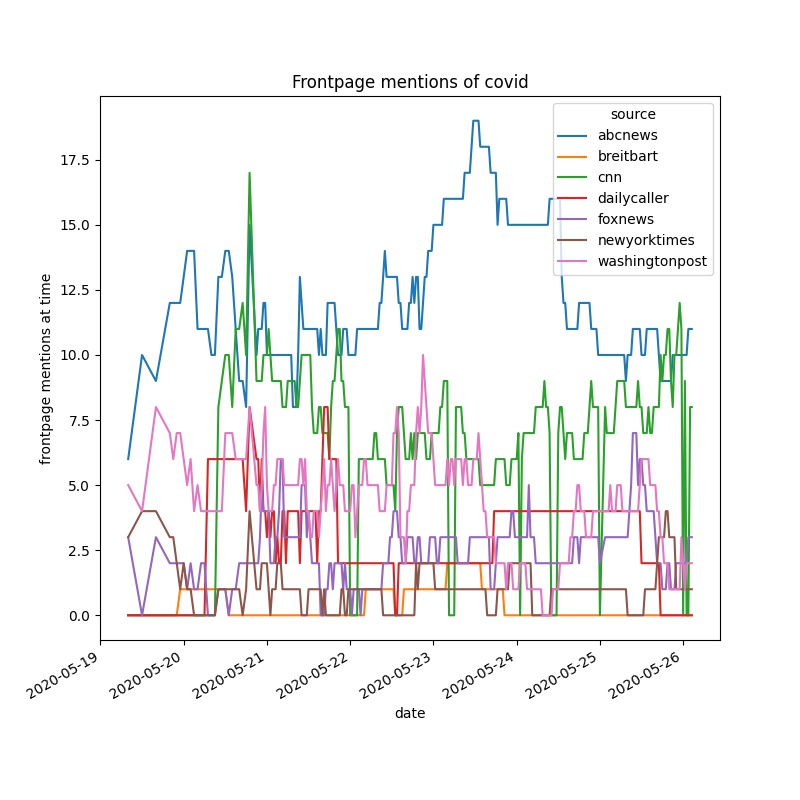 Frontpage mentions of covid
source
abcnews
breitbart
cnn
dailycaller
foxnews
newyorktimes
washingtonpost
frontpage mentions at time
17.5
15.0
12.5
10.0
7.5
5.0
2.5
0.0
2020-05-19
2020-05-20
2020-05-21
2020-05-22
2020-05-23
2020-05-24
2020-05-25
2020-05-26
date